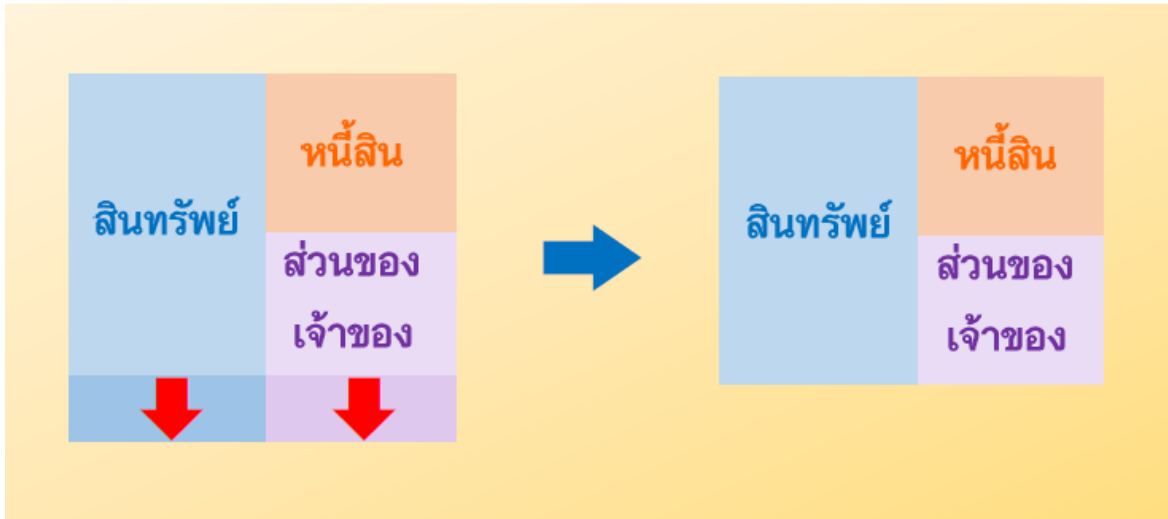 สินทรัพย์
หนี้สิน
ส่วนของ
เจ้าของ
สินทรัพย์
หนี้สิน
ส่วนของ
เจ้าของ